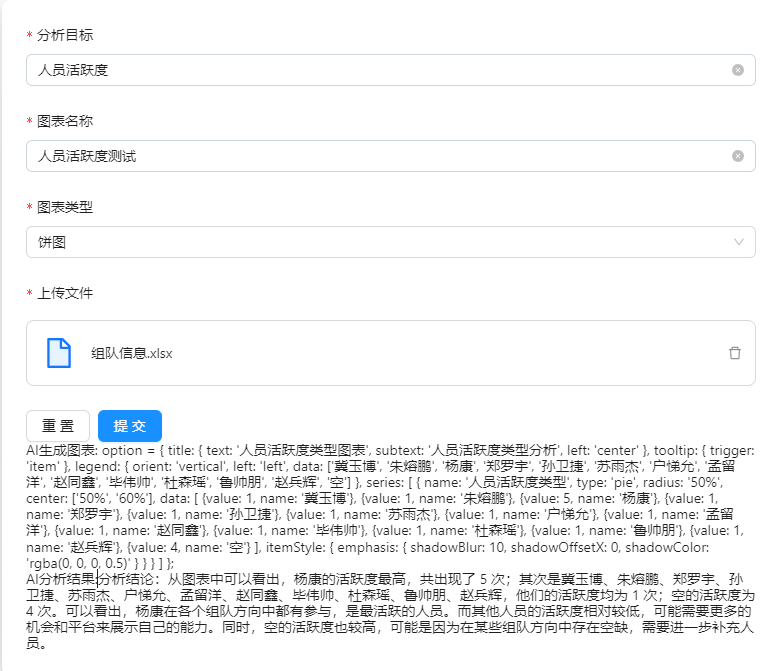 * 分析目标
人员活跃度
* 图表名称
人员活跃度测试
* 图表类型
饼图
* 上传文件
组队信息.xlsx
重 置 提 交
AI生成图表: option = { title: { text: '人员活跃度类型图表', subtext: '人员活跃度类型分析', left: 'center' }, tooltip: { trigger:
'item' }, legend: { orient: 'vertical', left: 'left', data: ['冀玉博', '朱熔鹏', '杨康', '郑罗宇', '孙卫捷', '苏雨杰', '户悌允', '孟留
洋', '赵同鑫', '毕伟帅', '杜森瑶', '鲁帅朋', '赵兵辉', '空'] }, series: [ { name: '人员活跃度类型', type: 'pie', radius: '50%',
center: ['50%', '60%'], data: [ {value: 1, name: '冀玉博'}, {value: 1, name: '朱熔鹏'}, {value: 5, name: '杨康'}, {value: 1,
name: '郑罗宇'}, {value: 1, name: '孙卫捷'}, {value: 1, name: '苏雨杰'}, {value: 1, name: '户悌允'}, {value: 1, name: '孟留
洋'}, {value: 1, name: '赵同鑫'}, {value: 1, name: '毕伟帅'}, {value: 1, name: '杜森瑶'}, {value: 1, name: '鲁帅朋'}, {value: 1,
name: '赵兵辉'}, {value: 4, name: '空'} ], itemStyle: { emphasis: { shadowBlur: 10, shadowOffsetX: 0, shadowColor:
'rgba(0, 0, 0, 0.5)' } } } ] };
AI分析结果:分析结论：从图表中可以看出，杨康的活跃度最高，共出现了 5 次；其次是冀玉博、朱熔鹏、郑罗宇、孙
卫捷、苏雨杰、户悌允、孟留洋、赵同鑫、毕伟帅、杜森瑶、鲁帅朋、赵兵辉，他们的活跃度均为 1 次；空的活跃度为
4 次。可以看出，杨康在各个组队方向中都有参与，是最活跃的人员。而其他人员的活跃度相对较低，可能需要更多的
机会和平台来展示自己的能力。同时，空的活跃度也较高，可能是因为在某些组队方向中存在空缺，需要进一步补充人
员。